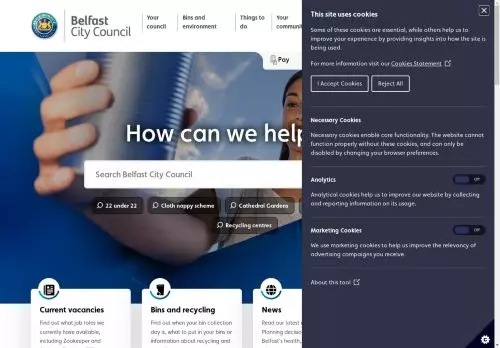 Belfast
City Council
Your
council
Bins and
environment
Things to
do
Your
Pay
How can we help
Search Belfast City Council
22 under 22
Cloth nappy scheme
Cathedral Gardens
Recycling centres
Current vacancies
Find out what job roles we
currently have available,
including Zookeeper and
Bins and recycling
Find out when your bin collection
day is, what to put in your bins
or information about recycling and
News
Read our latest
Planning decisio
Belfast's health,
This site uses cookies
Some of these cookies are essential, while others help us to
improve your experience by providing insights into how the site is
being used.
For more information visit our Cookies Statement
I Accept Cookies
Reject All
Necessary Cookies
Necessary cookies enable core functionality. The website cannot
function properly without these cookies, and can only be
disabled by changing your browser preferences.
Analytics
Off
Analytical cookies help us to improve our website by collecting
and reporting information on its usage.
Marketing Cookies
Off
We use marketing cookies to help us improve the relevancy of
advertising campaigns you receive.
About this tool